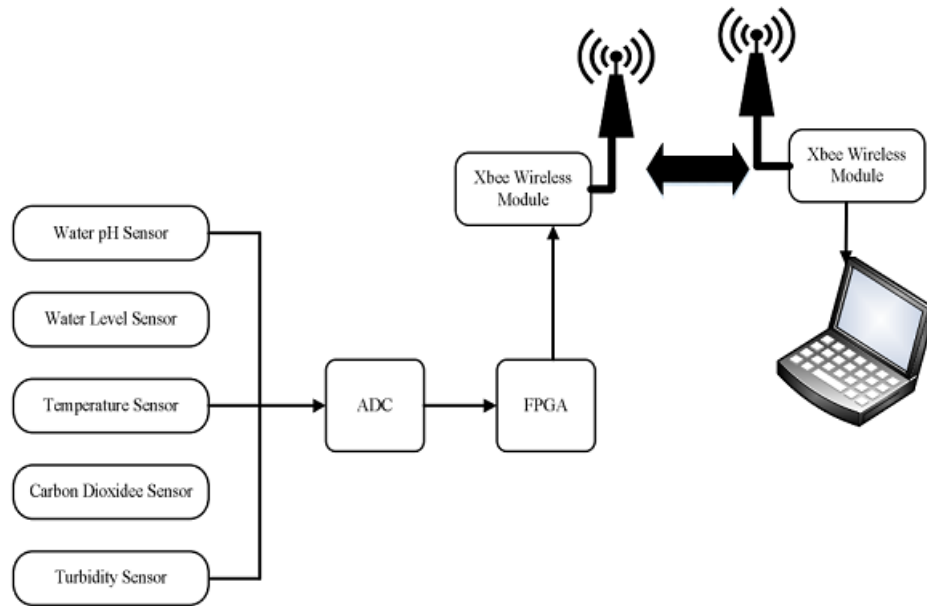 Xbee Wireless
Module
Xbee Wireless
Module
Water pH Sensor
Water Level Sensor
Temperature Sensor
ADC
FPGA
Carbon Dioxidee Sensor
Turbidity Sensor